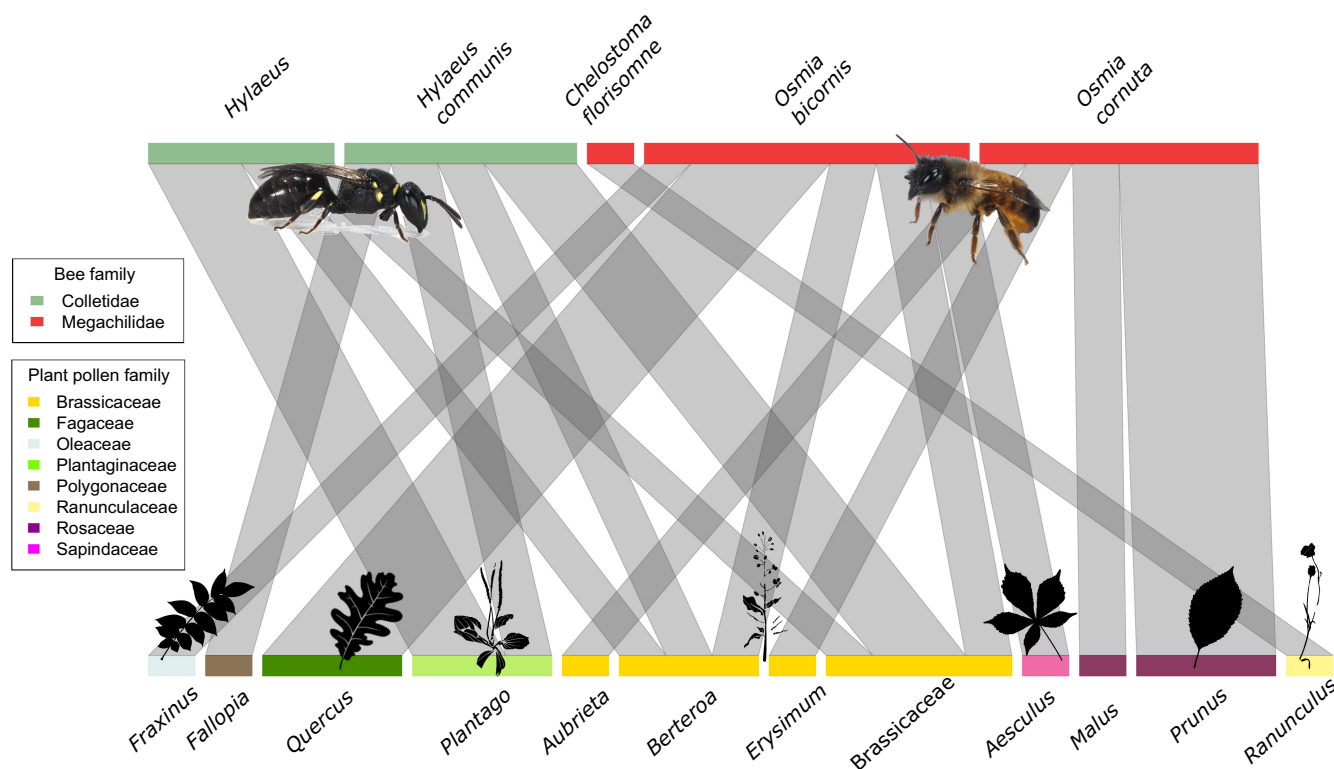 Hylaeus
Hylaeus
communis
Chelostoma
florisomne
Osmia
bicornis
Osmia
cornuta
Bee family
Colletidae
Megachilidae
Plant pollen family
Brassicaceae
Fagaceae
Oleaceae
Plantaginaceae
Polygonaceae
Ranunculaceae
Rosaceae
Sapindaceae
Fraxinus
Fallopia
Quercus
Plantago
Aubrieta
Berteroa
Erysimum
Brassicaceae
Aesculus
Malus
Prunus
Ranunculus